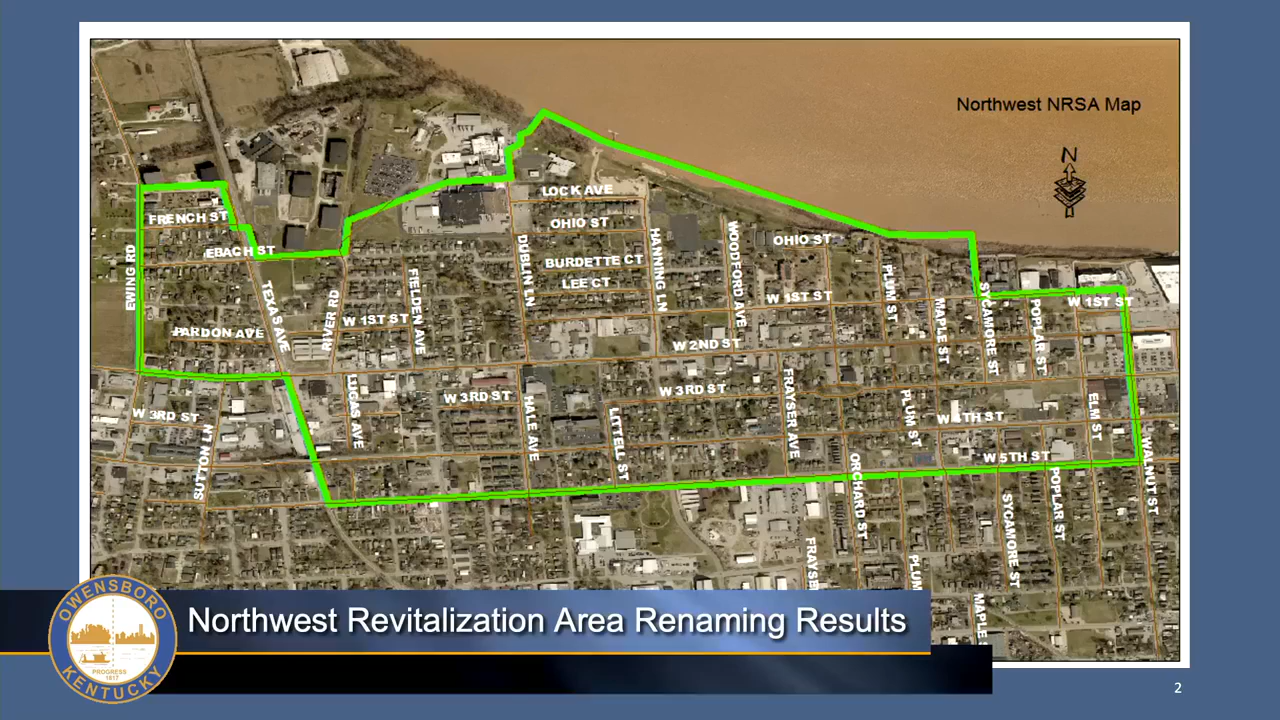 Northwest NRSA Map
N
LOCK AVE
FRENCH ST
OHIO ST
EBACH ST
BURDETTE CT
OHIO ST
LEE CT
EWING RD
TEXAS AVE
RIVER RD
FIELDEN AVE
DUBLIN LN
HANNING LN
WOODFORD AVE
PLUM ST
MAPLE ST
SYCAMORE ST
POPLAR ST
W 1ST ST
W 1ST ST
W 1ST ST
PARDON AVE
W 2ND ST
W 3RD ST
W 3RD ST
W 3RD ST
LUGAS AVE
HALE AVE
LITTELL ST
FRAYSER AVE
PLUM ST
W 4TH ST
ELM ST
SUTTON LN
W 5TH ST
ORCHARD ST
POPLAR ST
WALNUT ST
SYCAMORE ST
FRAYSE
PLUM
MAPLE S
OWENSBORO
PROGRESS
1817
KENTUCKY
Northwest Revitalization Area Renaming Results
2